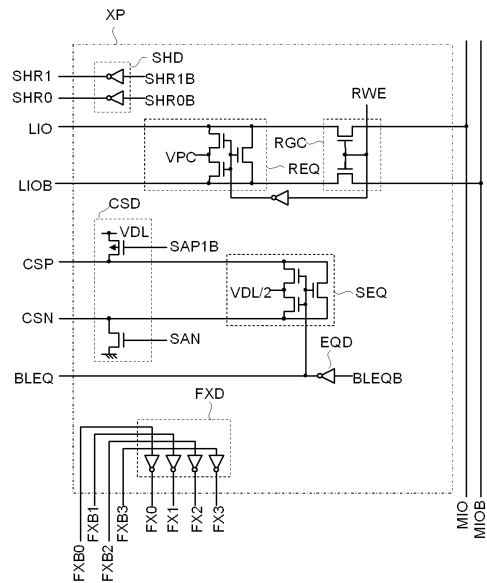 XP
SHD
SHR1
SHR1B
SHR0
SHR0B
RWE
LIO
RGC
VPC
REQ
LIOB
CSD
VDL
SAP1B
CSP
VDL/2
SEQ
CSN
SAN
EQD
BLEQ
BLEQB
FXD
FXB0
FXB1
FXB2
FXB3
FX0
FX1
FX2
FX3
MIO
MIOB